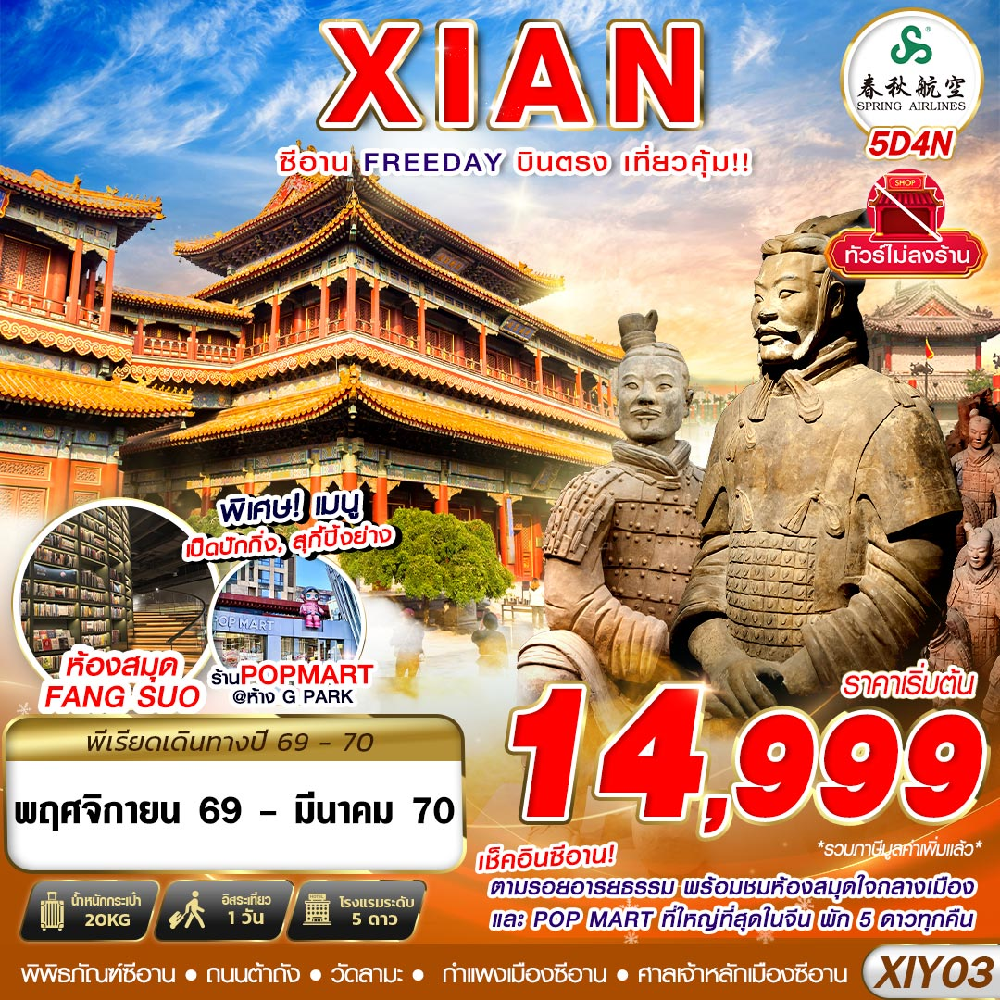 XIAN
ซีอาน FREEDAY บินตรง เที่ยวคุ้ม!!
春秋航空
SPRING AIRLINES
5D4N
SHOP
ทัวร์ไม่ลงร้าน
พิเศษ! เมนู
เป็ดปักกิ่ง, สุกี้ปิ้งย่าง
POP MART
ห้องสมุด
FANG SUO
ร้านPOPMART
@ห้าง G PARK
ราคาเริ่มต้น
14,999
*รวมภาษีมูลค่าเพิ่มแล้ว*
พีเรียดเดินทางปี 69 - 70
พฤศจิกายน 69 - มีนาคม 70
เช็คอินซีอาน!
ตามรอยอารยธรรม พร้อมชมห้องสมุดใจกลางเมือง
และ POP MART ที่ใหญ่ที่สุดในจีน พัก 5 ดาวทุกคืน
น้ำหนักกระเป๋า
20KG
อิสระเที่ยว
1 วัน
HOTEL
โรงแรมระดับ
5 ดาว
พิพิธภัณฑ์ซีอาน • ถนนต้าถัง • วัดลามะ • กำแพงเมืองซีอาน • ศาลเจ้าหลักเมืองซีอาน
XIY03